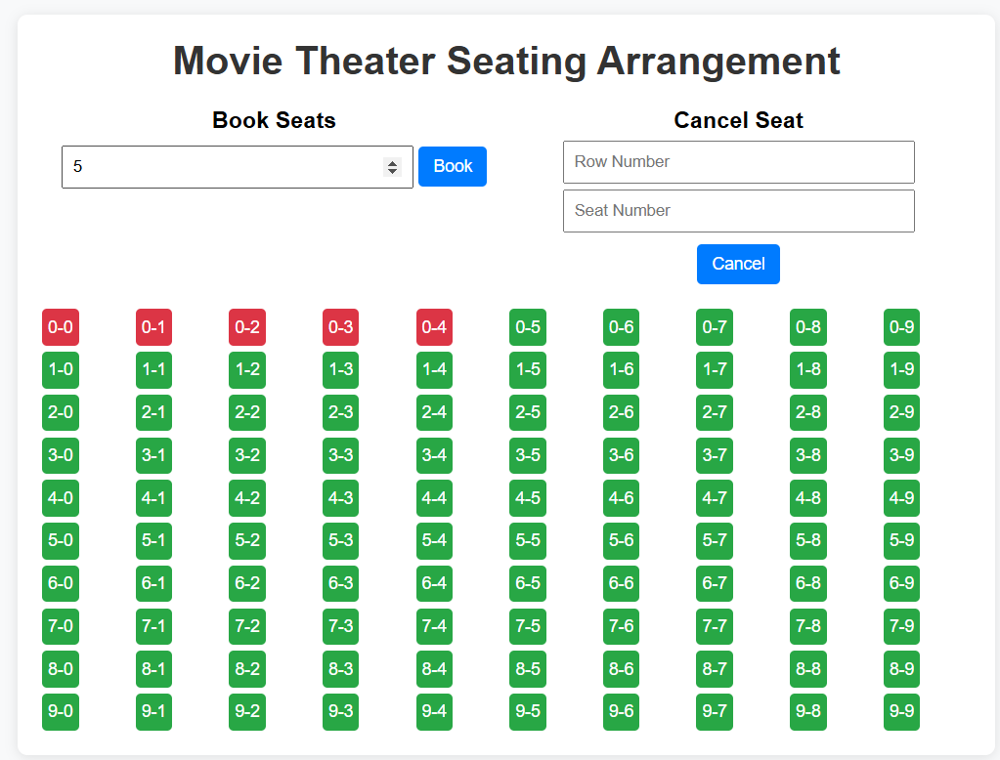 Movie Theater Seating Arrangement
Book Seats
5
Book
Cancel Seat
Row Number
Seat Number
Cancel
0-0 0-1 0-2 0-3 0-4 0-5 0-6 0-7 0-8 0-9
1-0 1-1 1-2 1-3 1-4 1-5 1-6 1-7 1-8 1-9
2-0 2-1 2-2 2-3 2-4 2-5 2-6 2-7 2-8 2-9
3-0 3-1 3-2 3-3 3-4 3-5 3-6 3-7 3-8 3-9
4-0 4-1 4-2 4-3 4-4 4-5 4-6 4-7 4-8 4-9
5-0 5-1 5-2 5-3 5-4 5-5 5-6 5-7 5-8 5-9
6-0 6-1 6-2 6-3 6-4 6-5 6-6 6-7 6-8 6-9
7-0 7-1 7-2 7-3 7-4 7-5 7-6 7-7 7-8 7-9
8-0 8-1 8-2 8-3 8-4 8-5 8-6 8-7 8-8 8-9
9-0 9-1 9-2 9-3 9-4 9-5 9-6 9-7 9-8 9-9